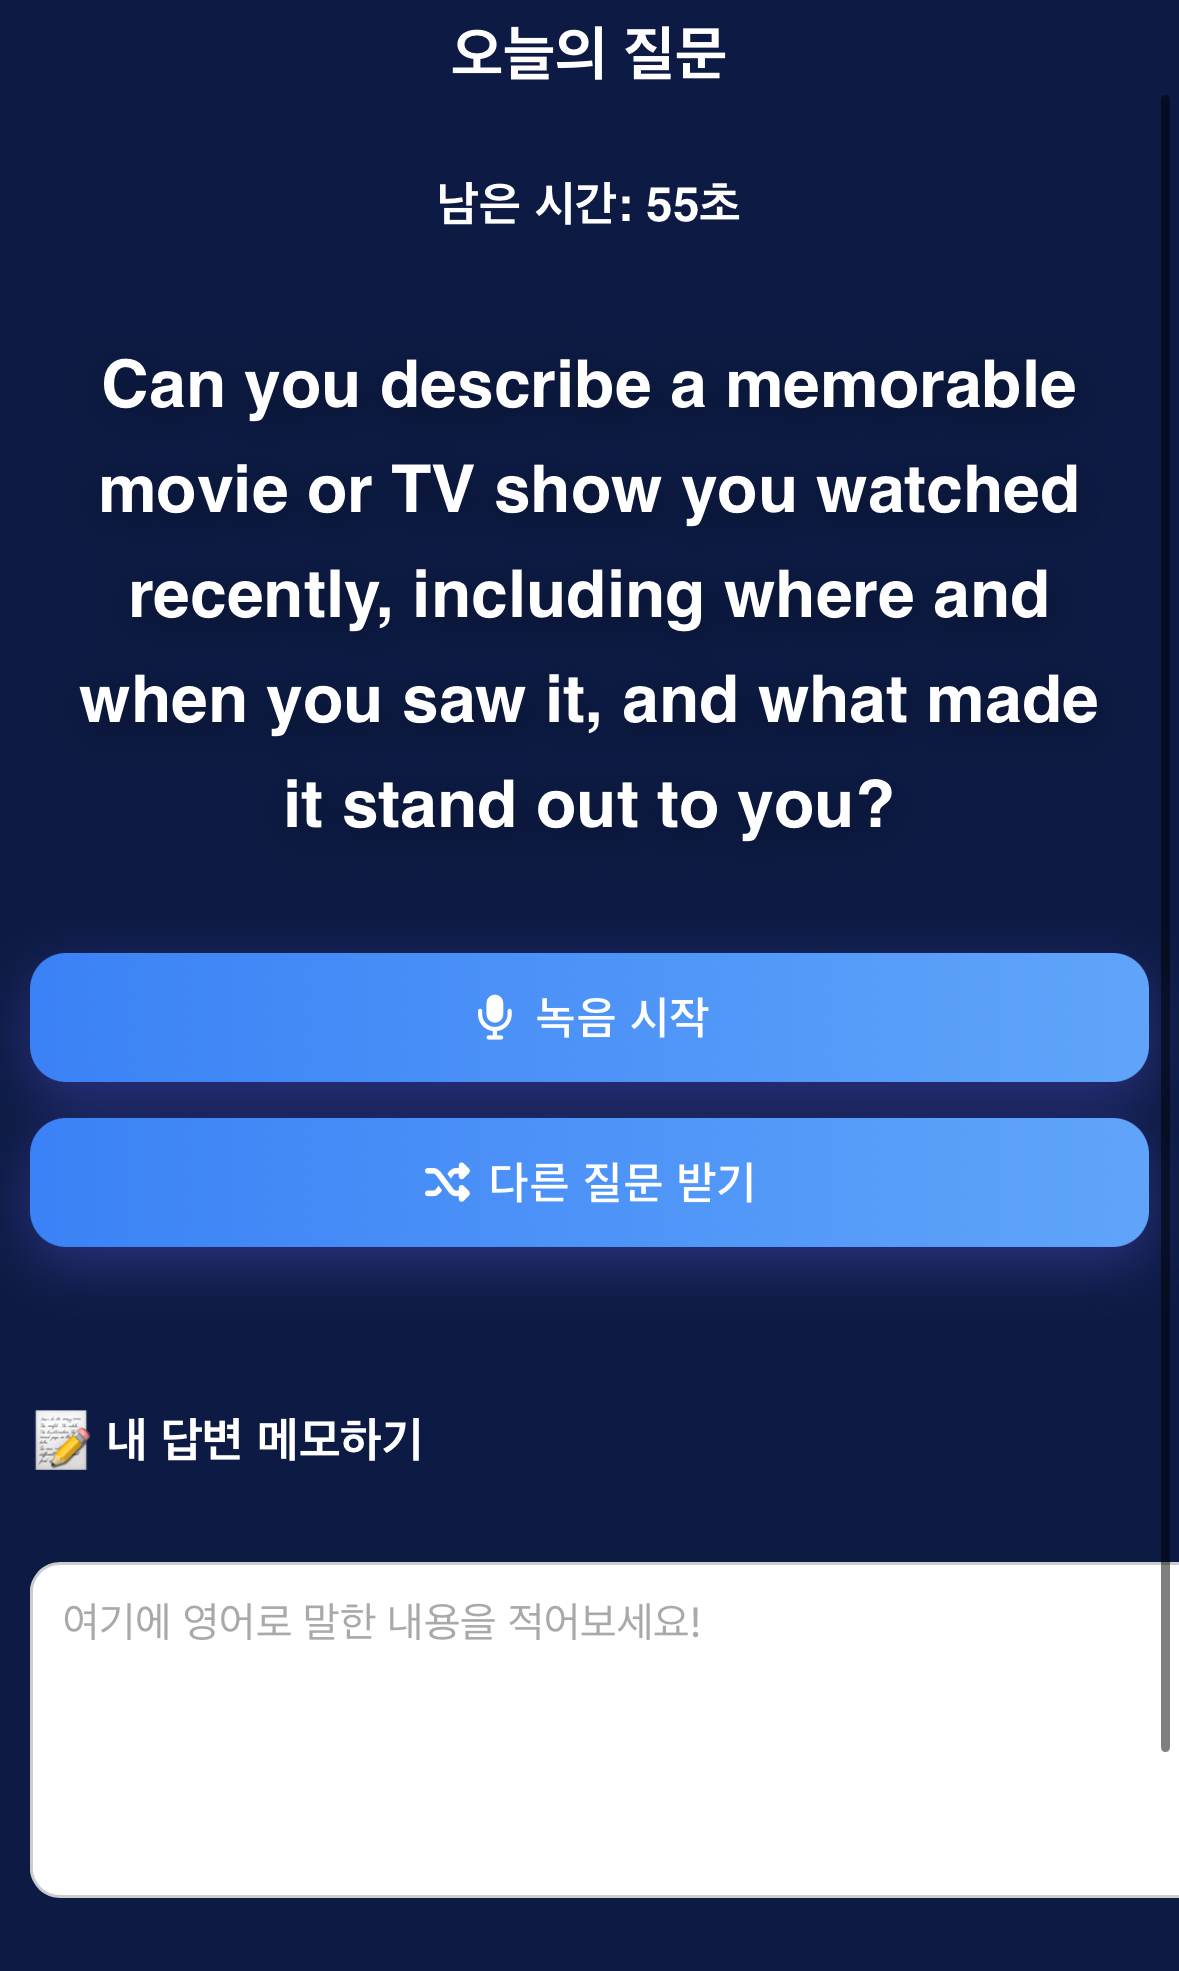 오늘의 질문
남은 시간: 55초
Can you describe a memorable
movie or TV show you watched
recently, including where and
when you saw it, and what made
it stand out to you?
녹음 시작
다른 질문 받기
내 답변 메모하기
여기에 영어로 말한 내용을 적어보세요!